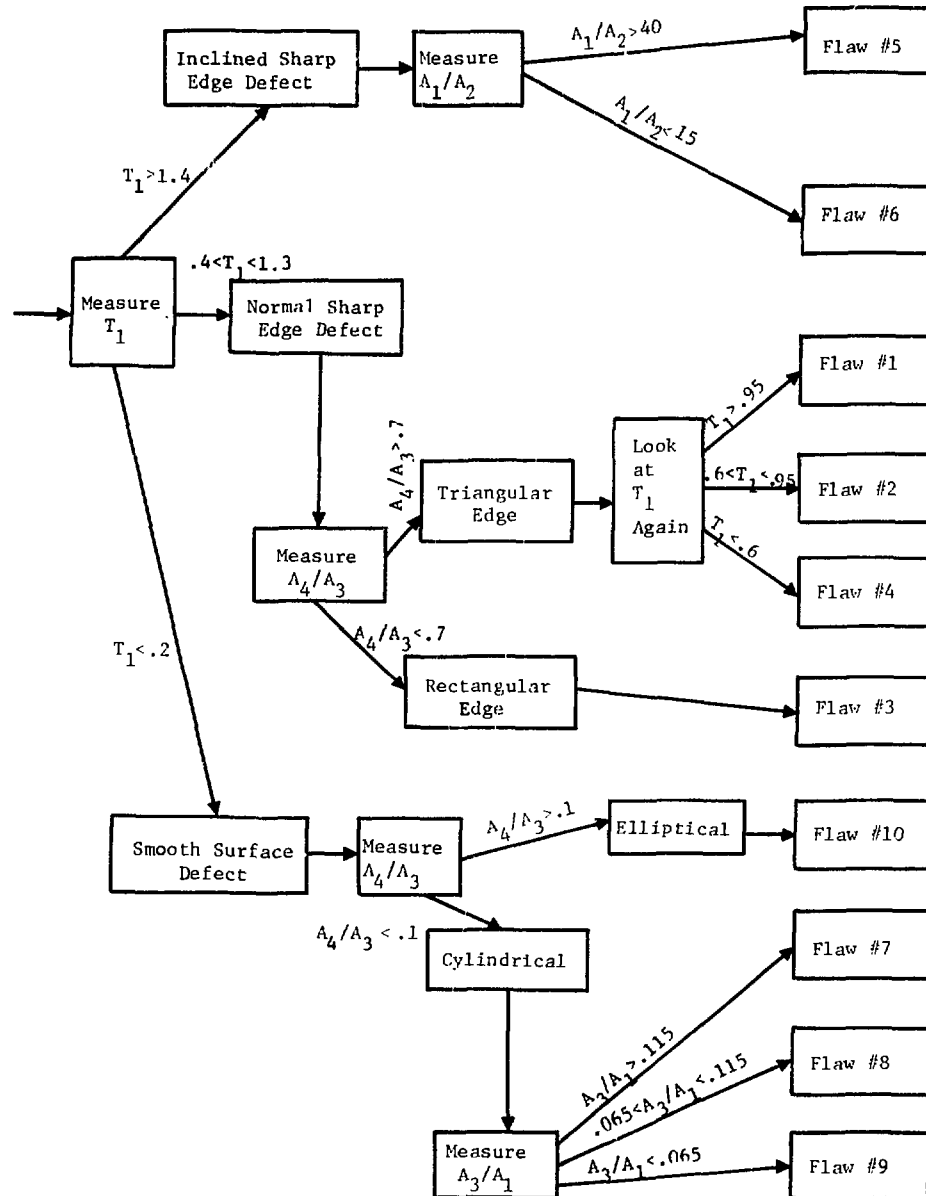 A1/A2>40
Flaw #5
Inclined Sharp
Edge Defect
Measure
A1/A2
A1/A2<15
T1>1.4
Flaw #6
.4<T1<1.3
Measure
T1
Normal Sharp
Edge Defect
Flaw #1
T1>.95
A4/A3>.7
Look
at
T1
Again
Triangular
Edge
.6<T1<.95
Flaw #2
T1<.6
Measure
A4/A3
Flaw #4
A4/A3<.7
T1<.2
Rectangular
Edge
Flaw #3
A4/A3>.1
Elliptical
Flaw #10
Smooth Surface
Defect
Measure
A4/A3
A4/A3<.1
Cylindrical
Flaw #7
A3/A1>.115
.065<A3/A1<.115
Flaw #8
Measure
A3/A1
A3/A1<.065
Flaw #9